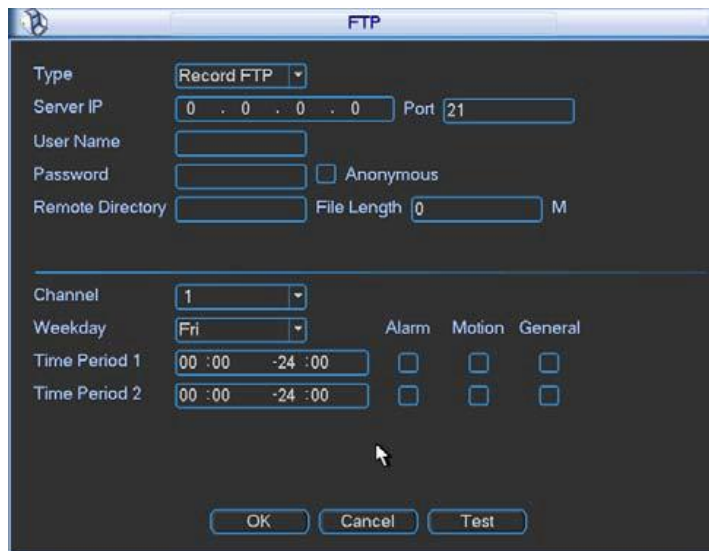 FTP
Type Record FTP
Server IP 0 . 0 . 0 . 0 Port 21
User Name
Password Anonymous
Remote Directory File Length 0 M
Channel 1
Weekday Fri Alarm Motion General
Time Period 1 00 :00 -24 :00
Time Period 2 00 :00 -24 :00
OK Cancel Test